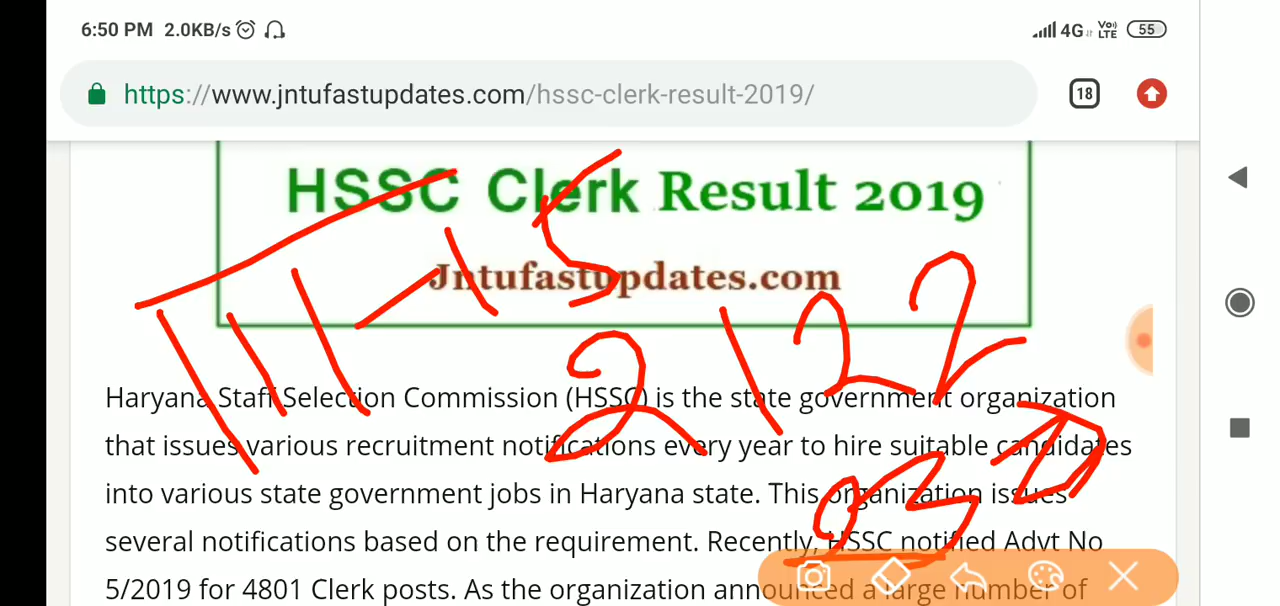 6:50 PM 2.0KB/s 4G VoLTE 55
https://www.jntufastupdates.com/hssc-clerk-result-2019/ 18
HSSC Clerk Result 2019
Jntufastupdates.com
15
2122
Haryana Staff Selection Commission (HSSC) is the state government organization
that issues various recruitment notifications every year to hire suitable candidates
into various state government jobs in Haryana state. This organization issues
several notifications based on the requirement. Recently, HSSC notified Advt No
5/2019 for 4801 Clerk posts. As the organization announced a large number of